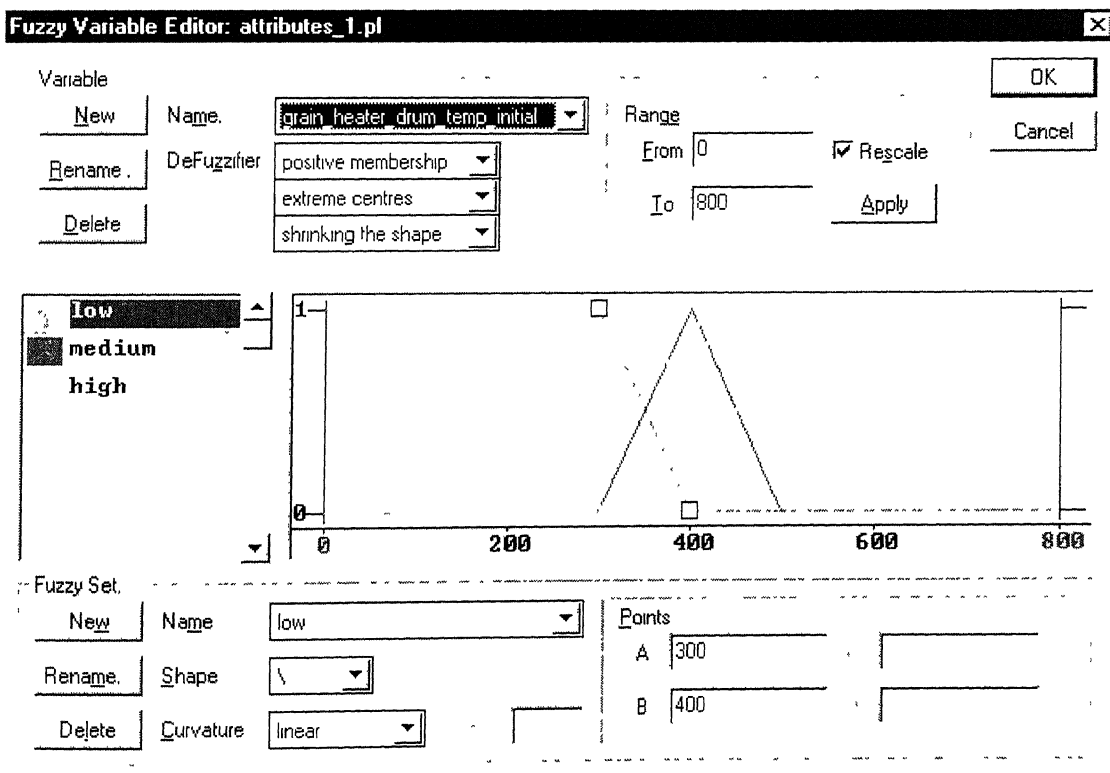 Fuzzy Variable Editor: attributes_1.pl
Variable
New
Name.
grain_heater_drum_temp_initial
Range
From
0
Rescale
OK
Cancel
Rename .
DeFuzzifier
positive membership
extreme centres
To
800
Apply
Delete
shrinking the shape
low
medium
high
1
0
0
200
400
600
800
Fuzzy Set.
New
Name
low
Points
A
300
Rename.
Shape
\
B
400
Delete
Curvature
linear